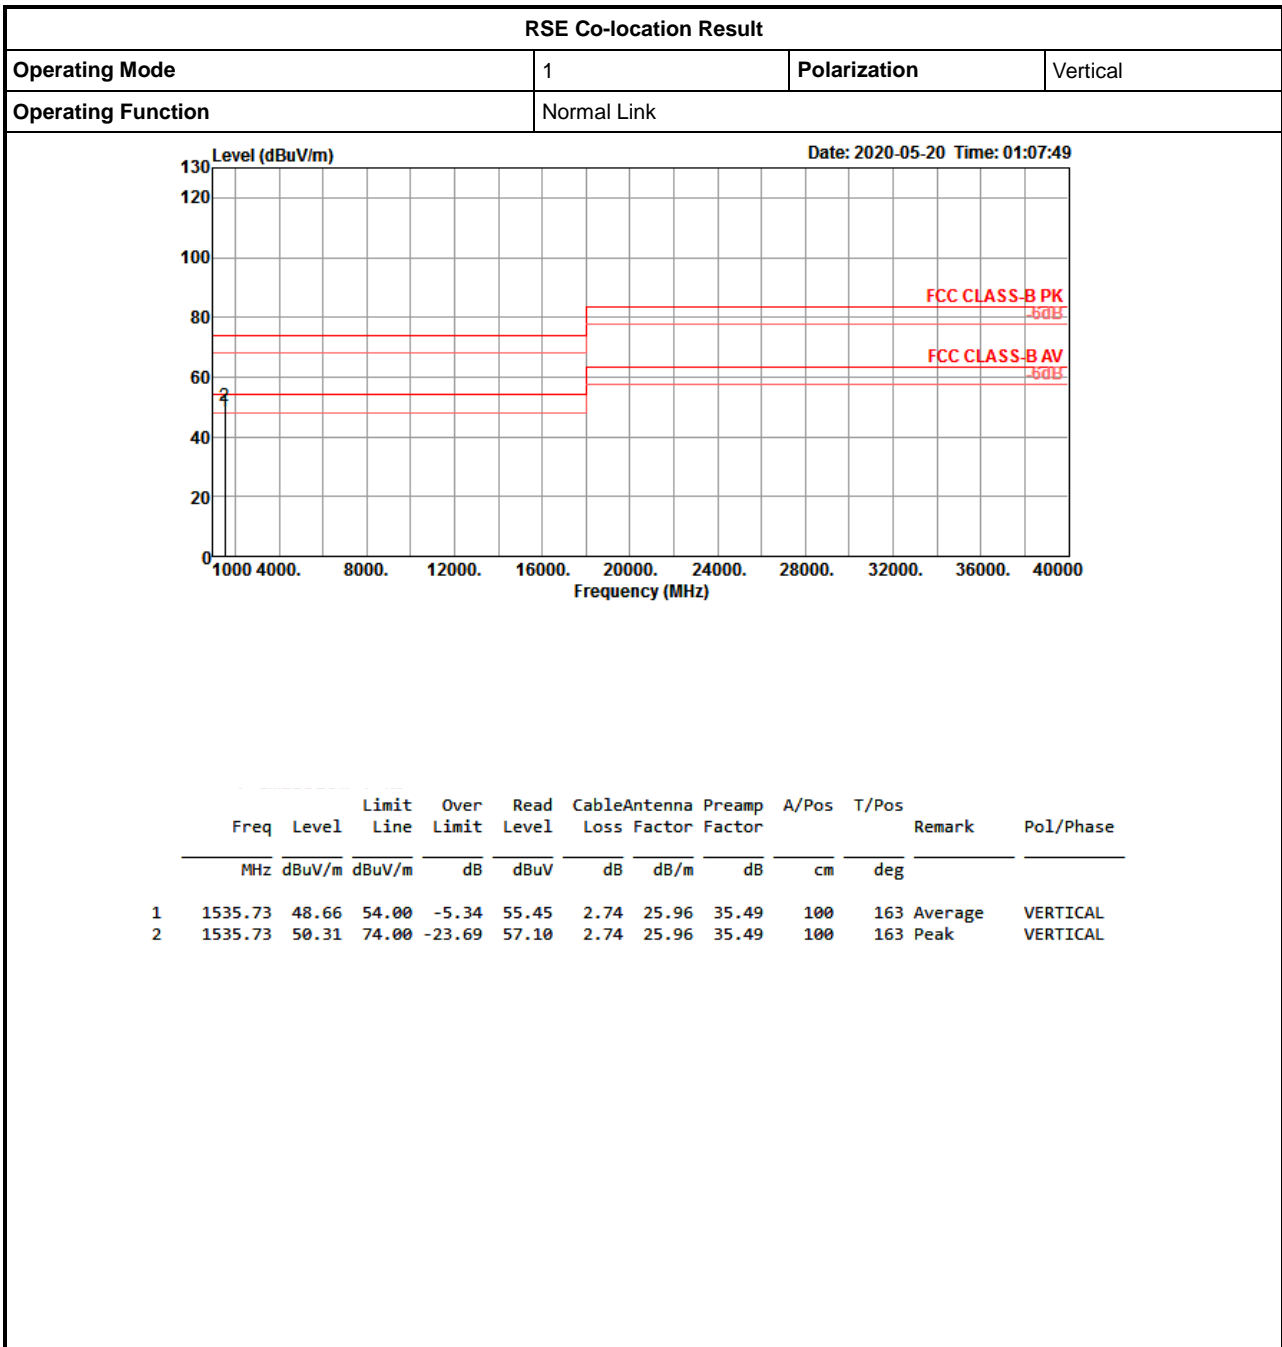 RSE Co-location Result
Operating Mode 1 Polarization Vertical
Operating Function Normal Link
Level (dBuV/m) Date: 2020-05-20 Time: 01:07:49
130
120
100
FCC CLASS-B PK
80 -6dB
FCC CLASS-B AV
60 -6dB
2
40
20
0
1000 4000. 8000. 12000. 16000. 20000. 24000. 28000. 32000. 36000. 40000
Frequency (MHz)
Limit Over Read CableAntenna Preamp A/Pos T/Pos
Freq Level Line Limit Level Loss Factor Factor Remark Pol/Phase
MHz dBuV/m dBuV/m dB dBuV dB dB/m dB cm deg
1 1535.73 48.66 54.00 -5.34 55.45 2.74 25.96 35.49 100 163 Average VERTICAL
2 1535.73 50.31 74.00 -23.69 57.10 2.74 25.96 35.49 100 163 Peak VERTICAL